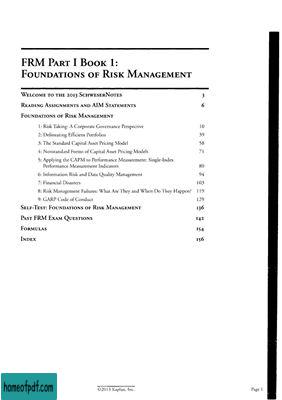 FRM PART I BOOK 1:
FOUNDATIONS OF RISK MANAGEMENT
WELCOME TO THE 2013 SCHWESERNOTES 3
READING ASSIGNMENTS AND AIM STATEMENTS 6
FOUNDATIONS OF RISK MANAGEMENT
1: Risk Taking: A Corporate Governance Perspective 10
2: Delineating Efficient Portfolios 39
3: The Standard Capital Asset Pricing Model 58
4: Nonstandard Forms of Capital Asset Pricing Models 71
5: Applying the CAPM to Performance Measurement: Single-Index
Performance Measurement Indicators 80
6: Information Risk and Data Quality Management 94
7: Financial Disasters 103
8: Risk Management Failures: What Are They and When Do They Happen? 119
9: GARP Code of Conduct 129
SELF-TEST: FOUNDATIONS OF RISK MANAGEMENT 136
PAST FRM EXAM QUESTIONS 142
FORMULAS 154
INDEX 156
©2013 Kaplan, Inc. Page 1
homeofpdf.com